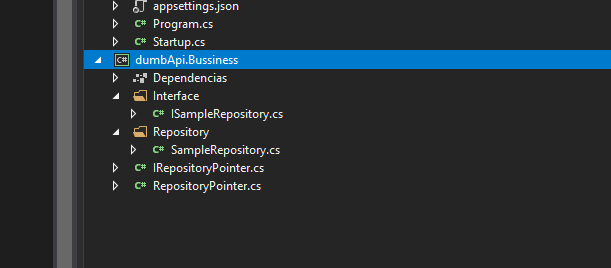 appsettings.json
C# Program.cs
C# Startup.cs
C# dumbApi.Bussiness
Dependencias
Interface
C# ISampleRepository.cs
Repository
C# SampleRepository.cs
C# IRepositoryPointer.cs
C# RepositoryPointer.cs